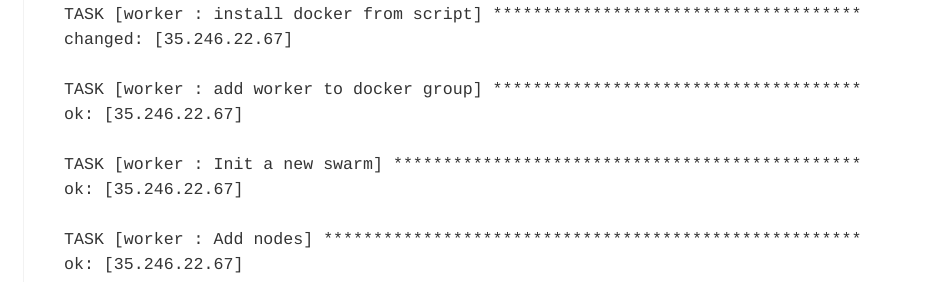 TASK [worker : install docker from script] *************************************
changed: [35.246.22.67]
TASK [worker : add worker to docker group] *************************************
ok: [35.246.22.67]
TASK [worker : Init a new swarm] ***********************************************
ok: [35.246.22.67]
TASK [worker : Add nodes] ******************************************************
ok: [35.246.22.67]